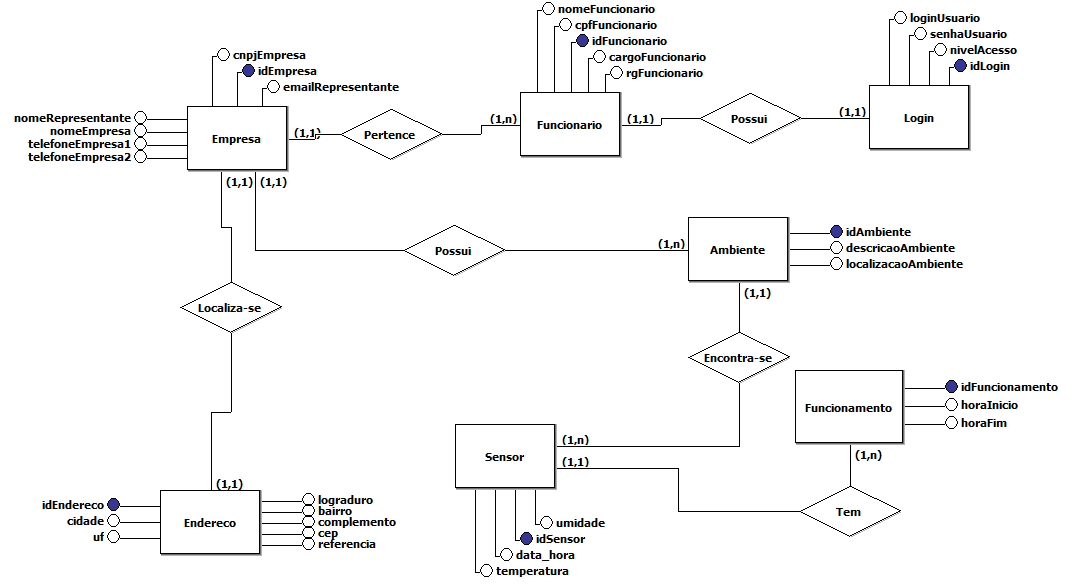 nomeFuncionario
cpfFuncionario
idFuncionario
cargoFuncionario
rgFuncionario
loginUsuario
senhaUsuario
nivelAcesso
idLogin
cnpjEmpresa
idEmpresa
emailRepresentante
nomeRepresentante
nomeEmpresa
telefoneEmpresa1
telefoneEmpresa2
Empresa
(1,1)
Pertence
(1,n)
Funcionario
(1,1)
Possui
(1,1)
Login
(1,1)
(1,1)
Possui
(1,n)
Ambiente
idAmbiente
descricaoAmbiente
localizacaoAmbiente
(1,1)
Localiza-se
Encontra-se
Funcionamento
idFuncionamento
horaInicio
horaFim
(1,n)
Sensor
(1,n)
(1,1)
Tem
umidade
idSensor
data_hora
temperatura
(1,1)
Endereco
idEndereco
cidade
uf
lograduro
bairro
complemento
cep
referencia